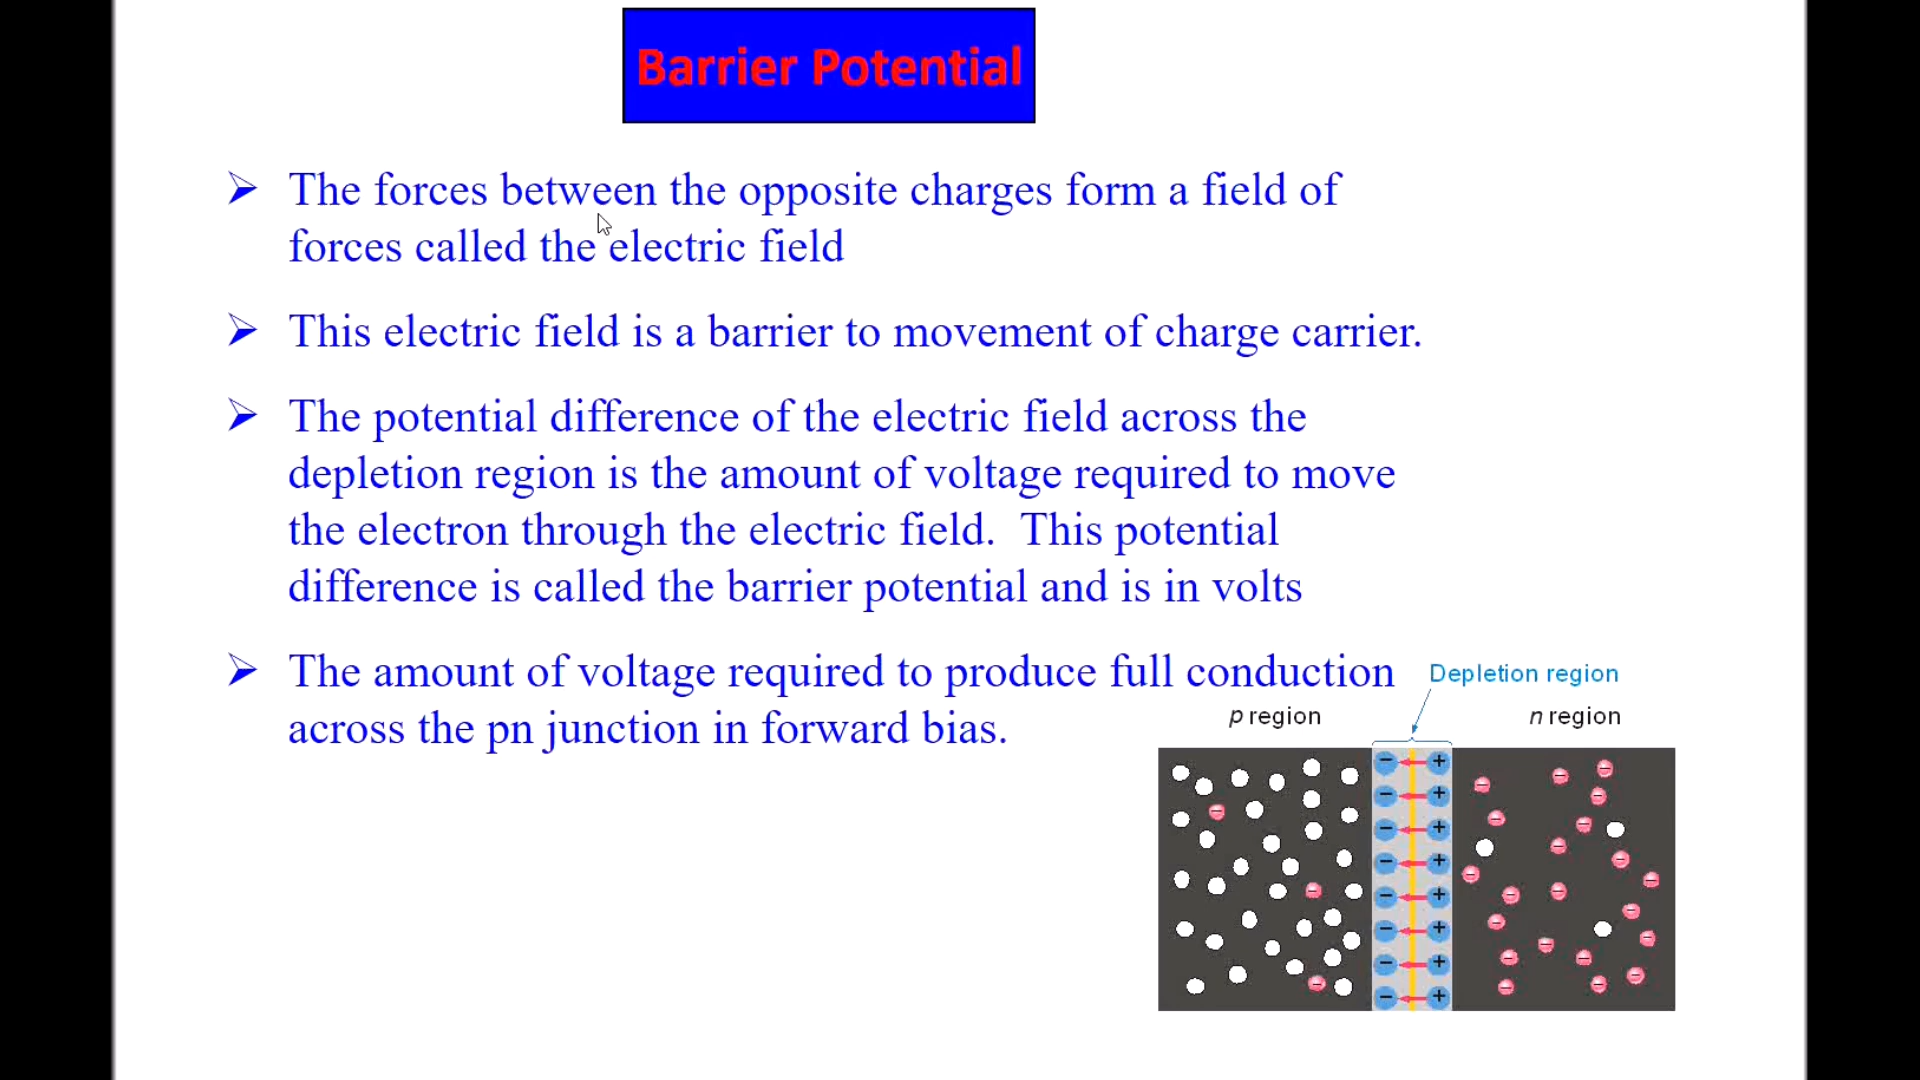 Barrier Potential
➢ The forces between the opposite charges form a field of
forces called the electric field
➢ This electric field is a barrier to movement of charge carrier.
➢ The potential difference of the electric field across the
depletion region is the amount of voltage required to move
the electron through the electric field. This potential
difference is called the barrier potential and is in volts
➢ The amount of voltage required to produce full conduction
across the pn junction in forward bias.
Depletion region
p region
n region
− +
− +
− +
− +
− +
− +
− +
− +